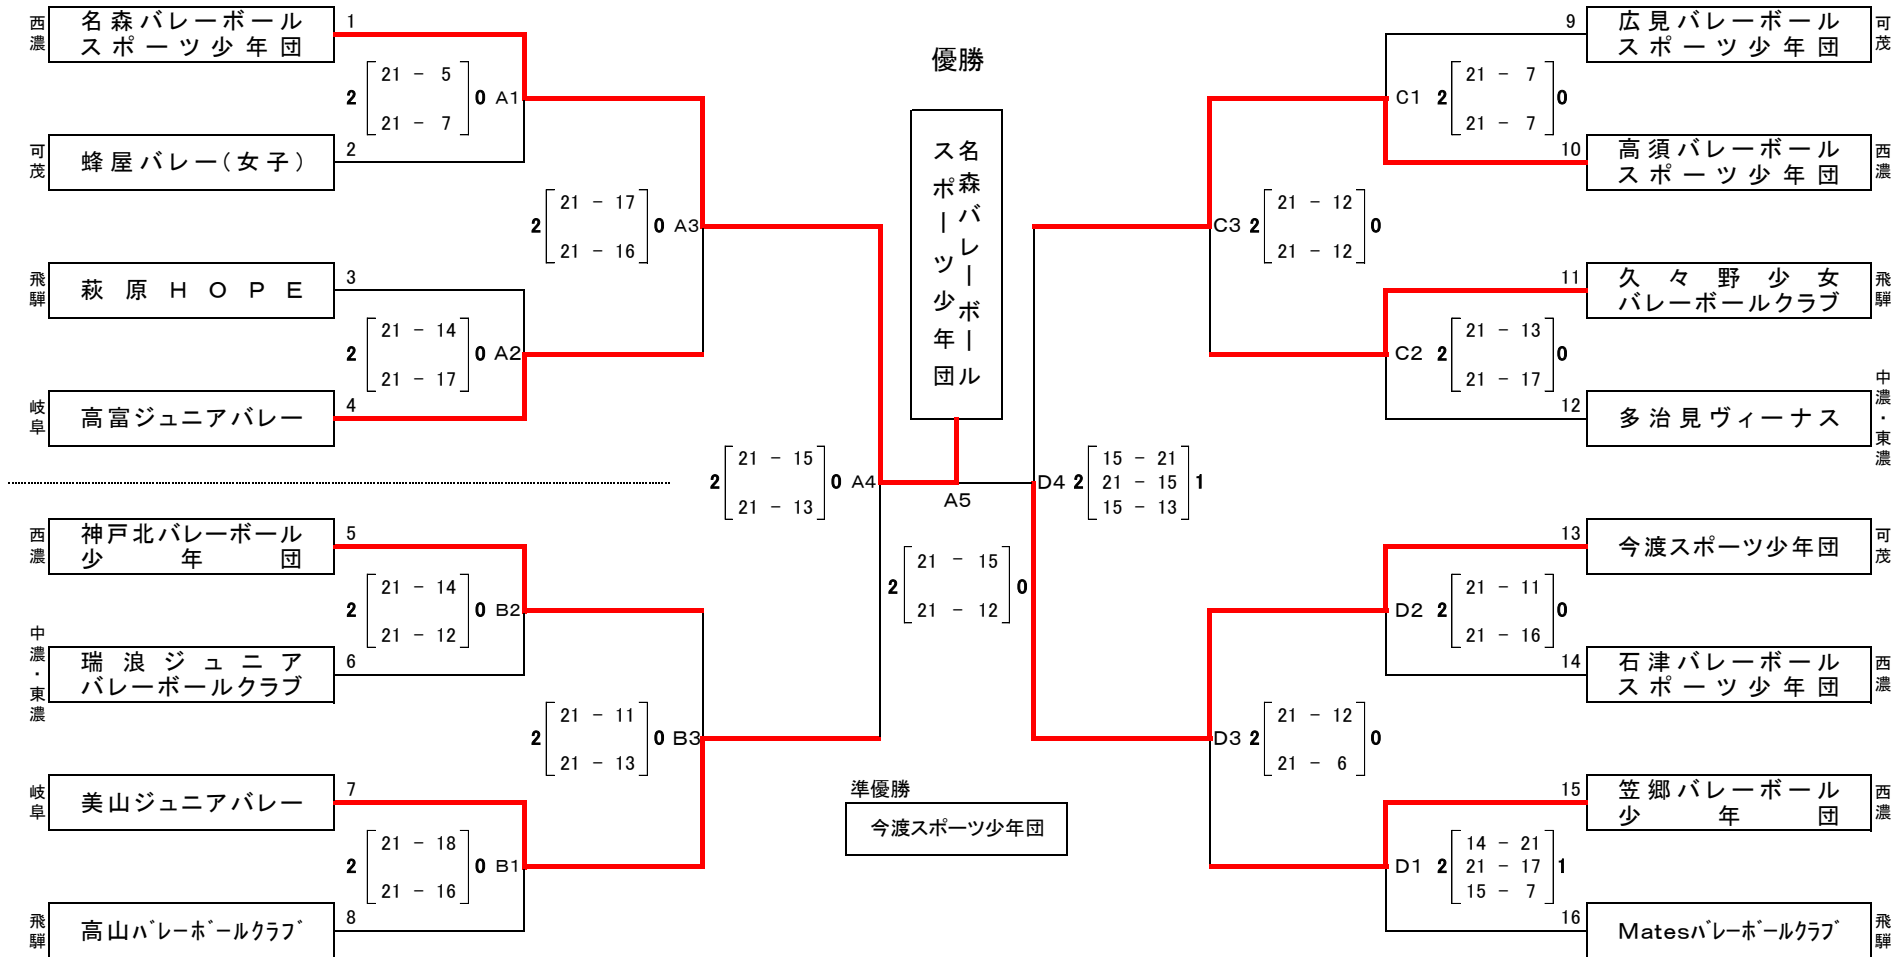 西濃
名森バレーボール
スポーツ少年団
1
2
21 - 5
21 - 7
0
A1
可茂
蜂屋バレー(女子)
2
2
21 - 17
21 - 16
0
A3
飛騨
萩原HOPE
3
2
21 - 14
21 - 17
0
A2
岐阜
高富ジュニアバレー
4
2
21 - 15
21 - 13
0
A4
西濃
神戸北バレーボール
少年団
5
2
21 - 14
21 - 12
0
B2
中濃・東濃
瑞浪ジュニア
バレーボールクラブ
6
2
21 - 11
21 - 13
0
B3
岐阜
美山ジュニアバレー
7
2
21 - 18
21 - 16
0
B1
飛騨
高山バレーボールクラブ
8
優勝
名森バレーボール
スポーツ少年団
A5
2
21 - 15
21 - 12
0
準優勝
今渡スポーツ少年団
9
広見バレーボール
スポーツ少年団
可茂
C1
2
21 - 7
21 - 7
0
10
高須バレーボール
スポーツ少年団
西濃
C3
2
21 - 12
21 - 12
0
11
久々野少女
バレーボールクラブ
飛騨
C2
2
21 - 13
21 - 17
0
12
多治見ヴィーナス
中濃・東濃
D4
2
15 - 21
21 - 15
15 - 13
1
13
今渡スポーツ少年団
可茂
D2
2
21 - 11
21 - 16
0
14
石津バレーボール
スポーツ少年団
西濃
D3
2
21 - 12
21 - 6
0
15
笠郷バレーボール
少年団
西濃
D1
2
14 - 21
21 - 17
15 - 7
1
16
Matesバレーボールクラブ
飛騨